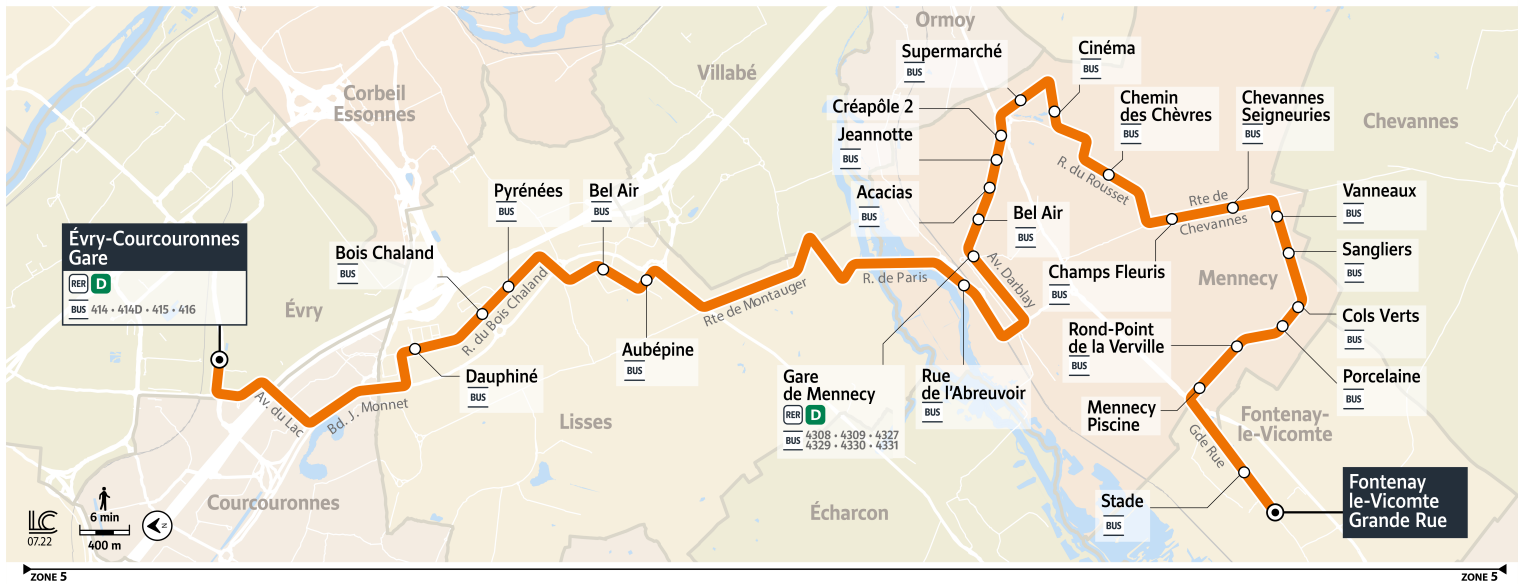 Ormoy
Supermarché
BUS
Cinéma
BUS
Villabé
Corbeil
Essonnes
Créapôle 2
Jeannotte
BUS
Chemin
des Chèvres
BUS
Chevannes
Seigneuries
BUS
Chevannes
R. du Rousset
Rte de
Chevannes
Acacias
BUS
Bel Air
BUS
Vanneaux
BUS
Pyrénées
BUS
Bel Air
BUS
Évry-Courcouronnes
Gare
RER D
BUS 414 • 414D • 415 • 416
Bois Chaland
BUS
Sangliers
BUS
Champs Fleuris
BUS
Mennecy
Av. Darblay
R. de Paris
Rte de Montauger
R. du Bois Chaland
Évry
Cols Verts
BUS
Rond-Point
de la Verville
BUS
Aubépine
BUS
Dauphiné
BUS
Gare
de Mennecy
RER D
BUS 4308 • 4309 • 4327
4329 • 4330 • 4331
Rue
de l'Abreuvoir
BUS
Porcelaine
BUS
Mennecy
Piscine
Fontenay-
le-Vicomte
Gde Rue
Av. du Lac
Bd. J. Monnet
Lisses
Courcouronnes
Écharcon
Stade
BUS
Fontenay
le-Vicomte
Grande Rue
LC
07.22
6 min
400 m
N
ZONE 5
ZONE 5